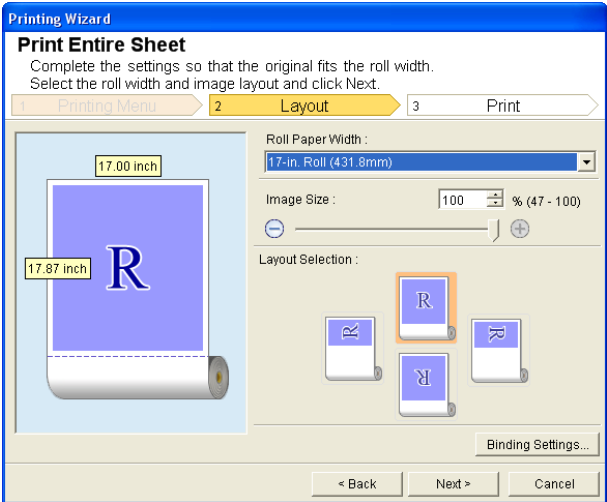 Printing Wizard
Print Entire Sheet
Complete the settings so that the original fits the roll width.
Select the roll width and image layout and click Next.
1 Printing Menu 2 Layout 3 Print
Roll Paper Width :
17-in. Roll (431.8mm)
17.00 inch
Image Size : 100 % (47 - 100)
17.87 inch
R
Layout Selection :
R
R
R
R
Binding Settings...
< Back Next > Cancel